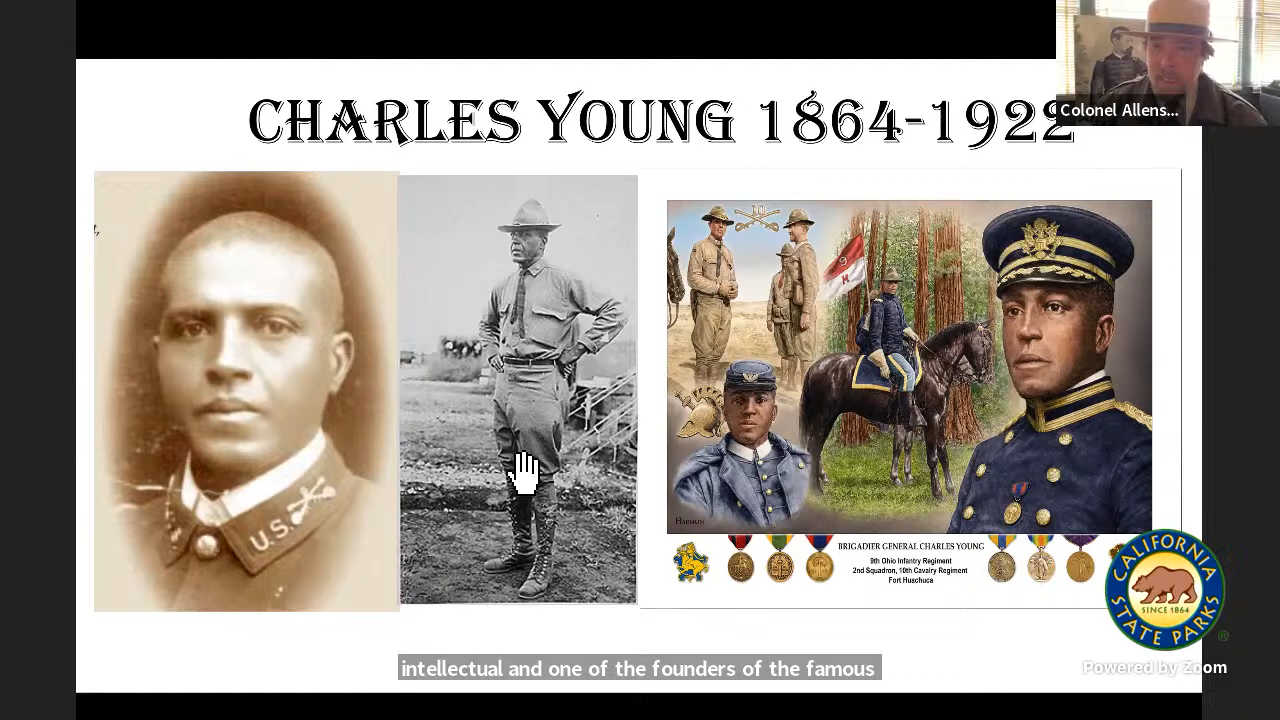 CHARLES YOUNG 1864-1922
Colonel Allens...
U.S.
HARMON
BRIGADIER GENERAL CHARLES YOUNG
9th Ohio Infantry Regiment
2nd Squadron, 10th Cavalry Regiment
Fort Huachuca
CALIFORNIA
SINCE 1864
STATE PARKS
®
intellectual and one of the founders of the famous
Powered by Zoom